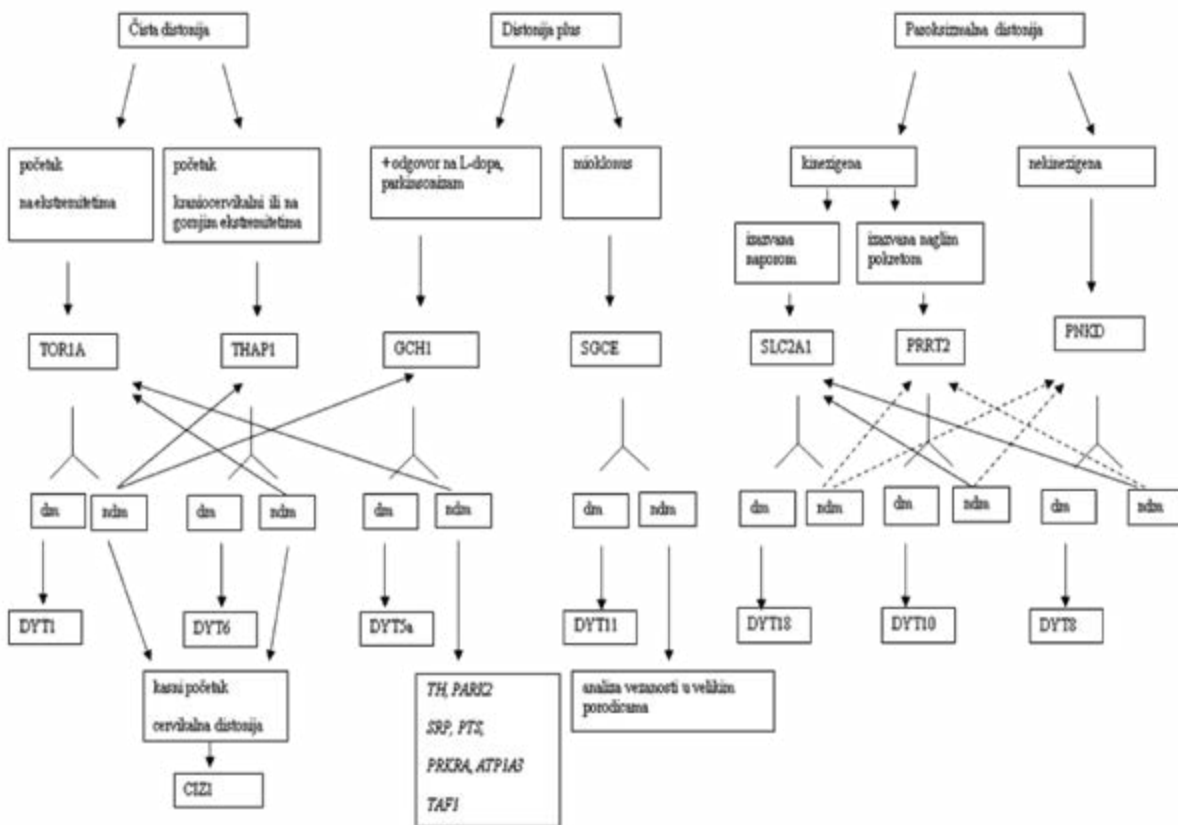 Čista distonija
Distonija plus
Paroksizmalna distonija
početak
na ekstremitetima
početak
kraniocervikalni ili na
gornjim ekstremitetima
+ odgovor na L-dopa,
parkinsonizam
mioklonus
kinezigena
nekinezigena
izazvana
naporom
izazvana naglim
pokretom
TOR1A
THAP1
GCH1
SGCE
SLC2A1
PRRT2
PNKD
dm
ndm
dm
ndm
dm
ndm
dm
ndm
dm
ndm
dm
ndm
dm
ndm
DYT1
DYT6
DYT5a
DYT11
DYT18
DYT10
DYT8
kasni početak
cervikalna distonija
TH, PARK2
SRP, PTS,
PRKRA, ATP1A3
TAF1
analiza vezanosti u velikim
porodicama
CIZ1